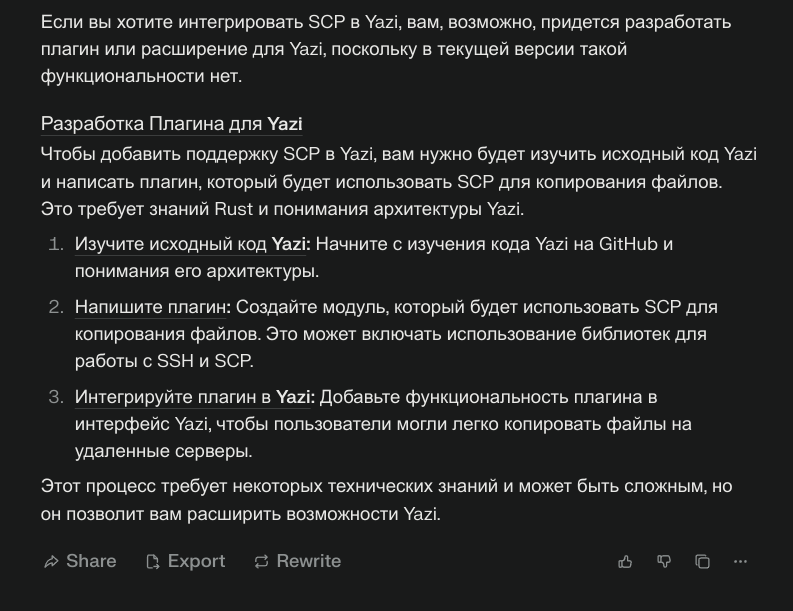 Если вы хотите интегрировать SCP в Yazi, вам, возможно, придется разработать
плагин или расширение для Yazi, поскольку в текущей версии такой
функциональности нет.
Разработка Плагина для Yazi
Чтобы добавить поддержку SCP в Yazi, вам нужно будет изучить исходный код Yazi
и написать плагин, который будет использовать SCP для копирования файлов.
Это требует знаний Rust и понимания архитектуры Yazi.
1. Изучите исходный код Yazi: Начните с изучения кода Yazi на GitHub и
понимания его архитектуры.
2. Напишите плагин: Создайте модуль, который будет использовать SCP для
копирования файлов. Это может включать использование библиотек для
работы с SSH и SCP.
3. Интегрируйте плагин в Yazi: Добавьте функциональность плагина в
интерфейс Yazi, чтобы пользователи могли легко копировать файлы на
удаленные серверы.
Этот процесс требует некоторых технических знаний и может быть сложным, но
он позволит вам расширить возможности Yazi.
Share Export Rewrite